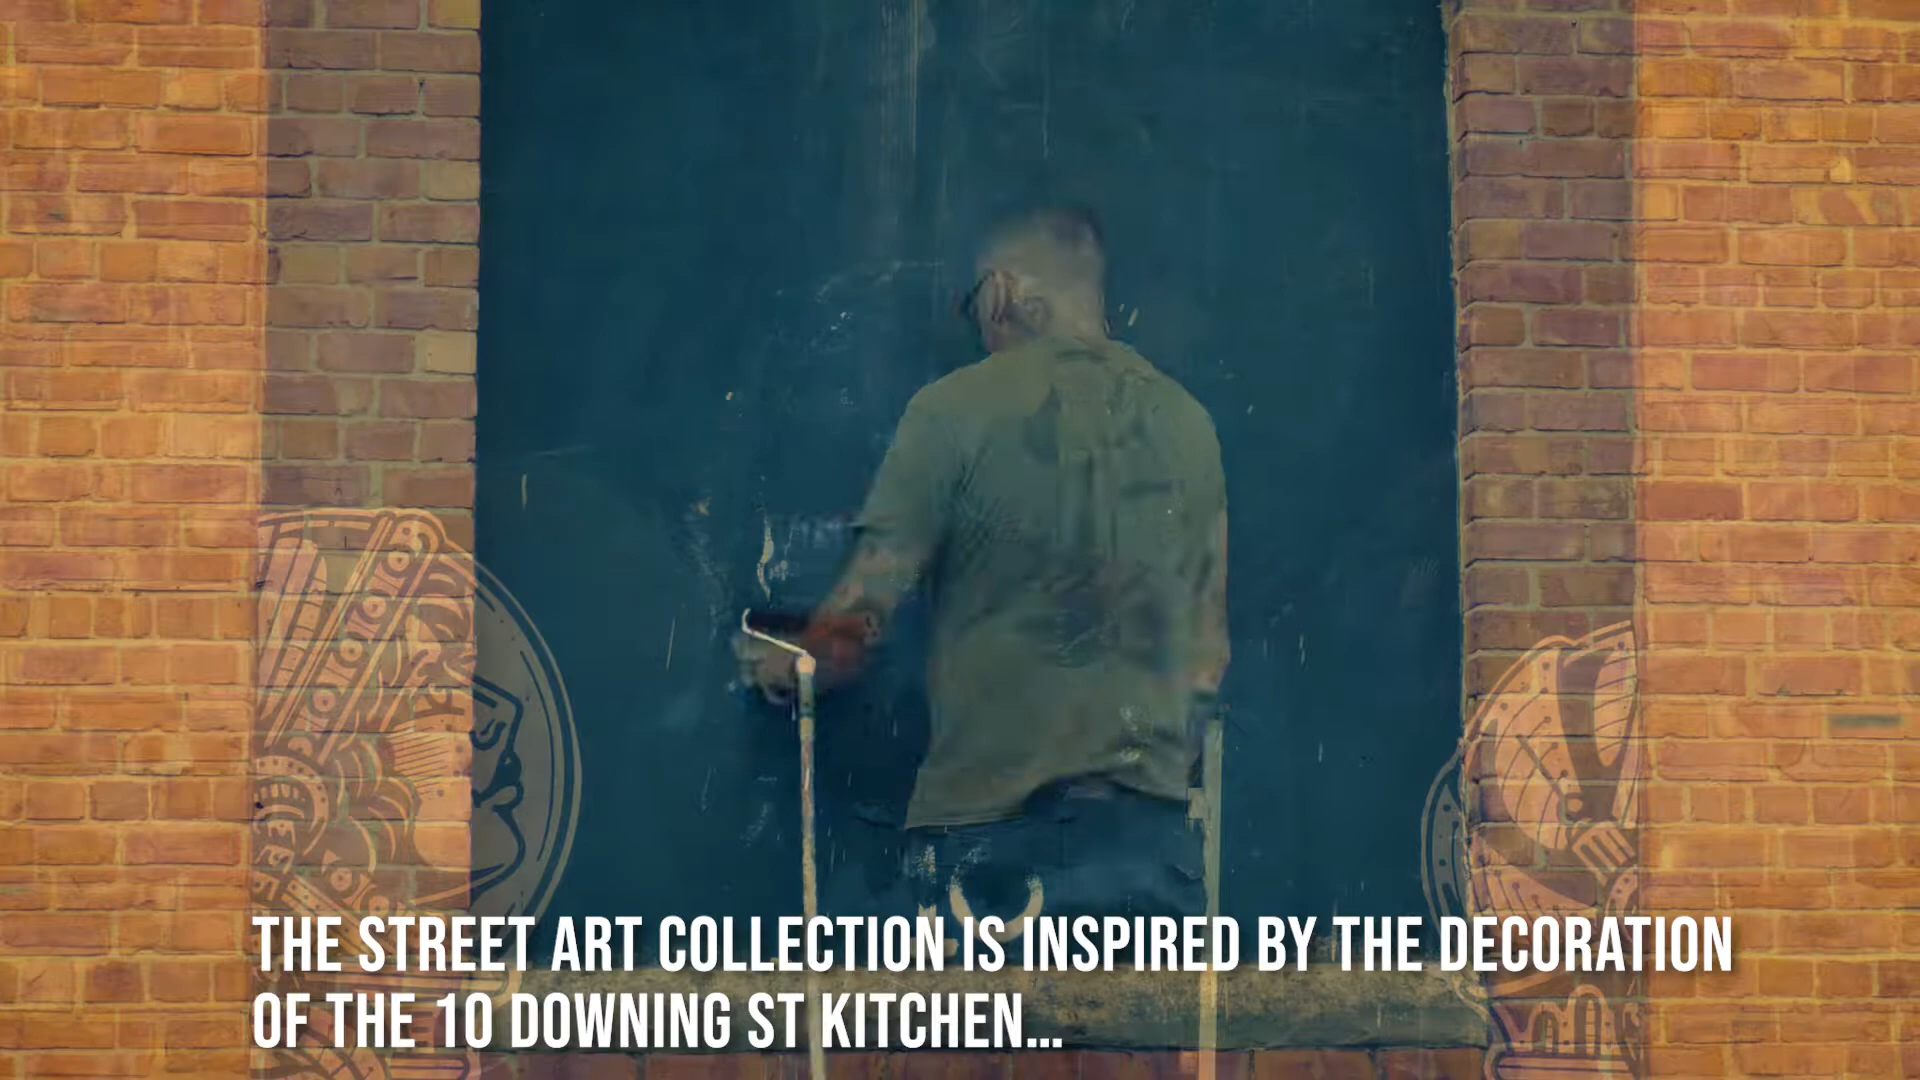 THE STREET ART COLLECTION IS INSPIRED BY THE DECORATION
OF THE 10 DOWNING ST KITCHEN...